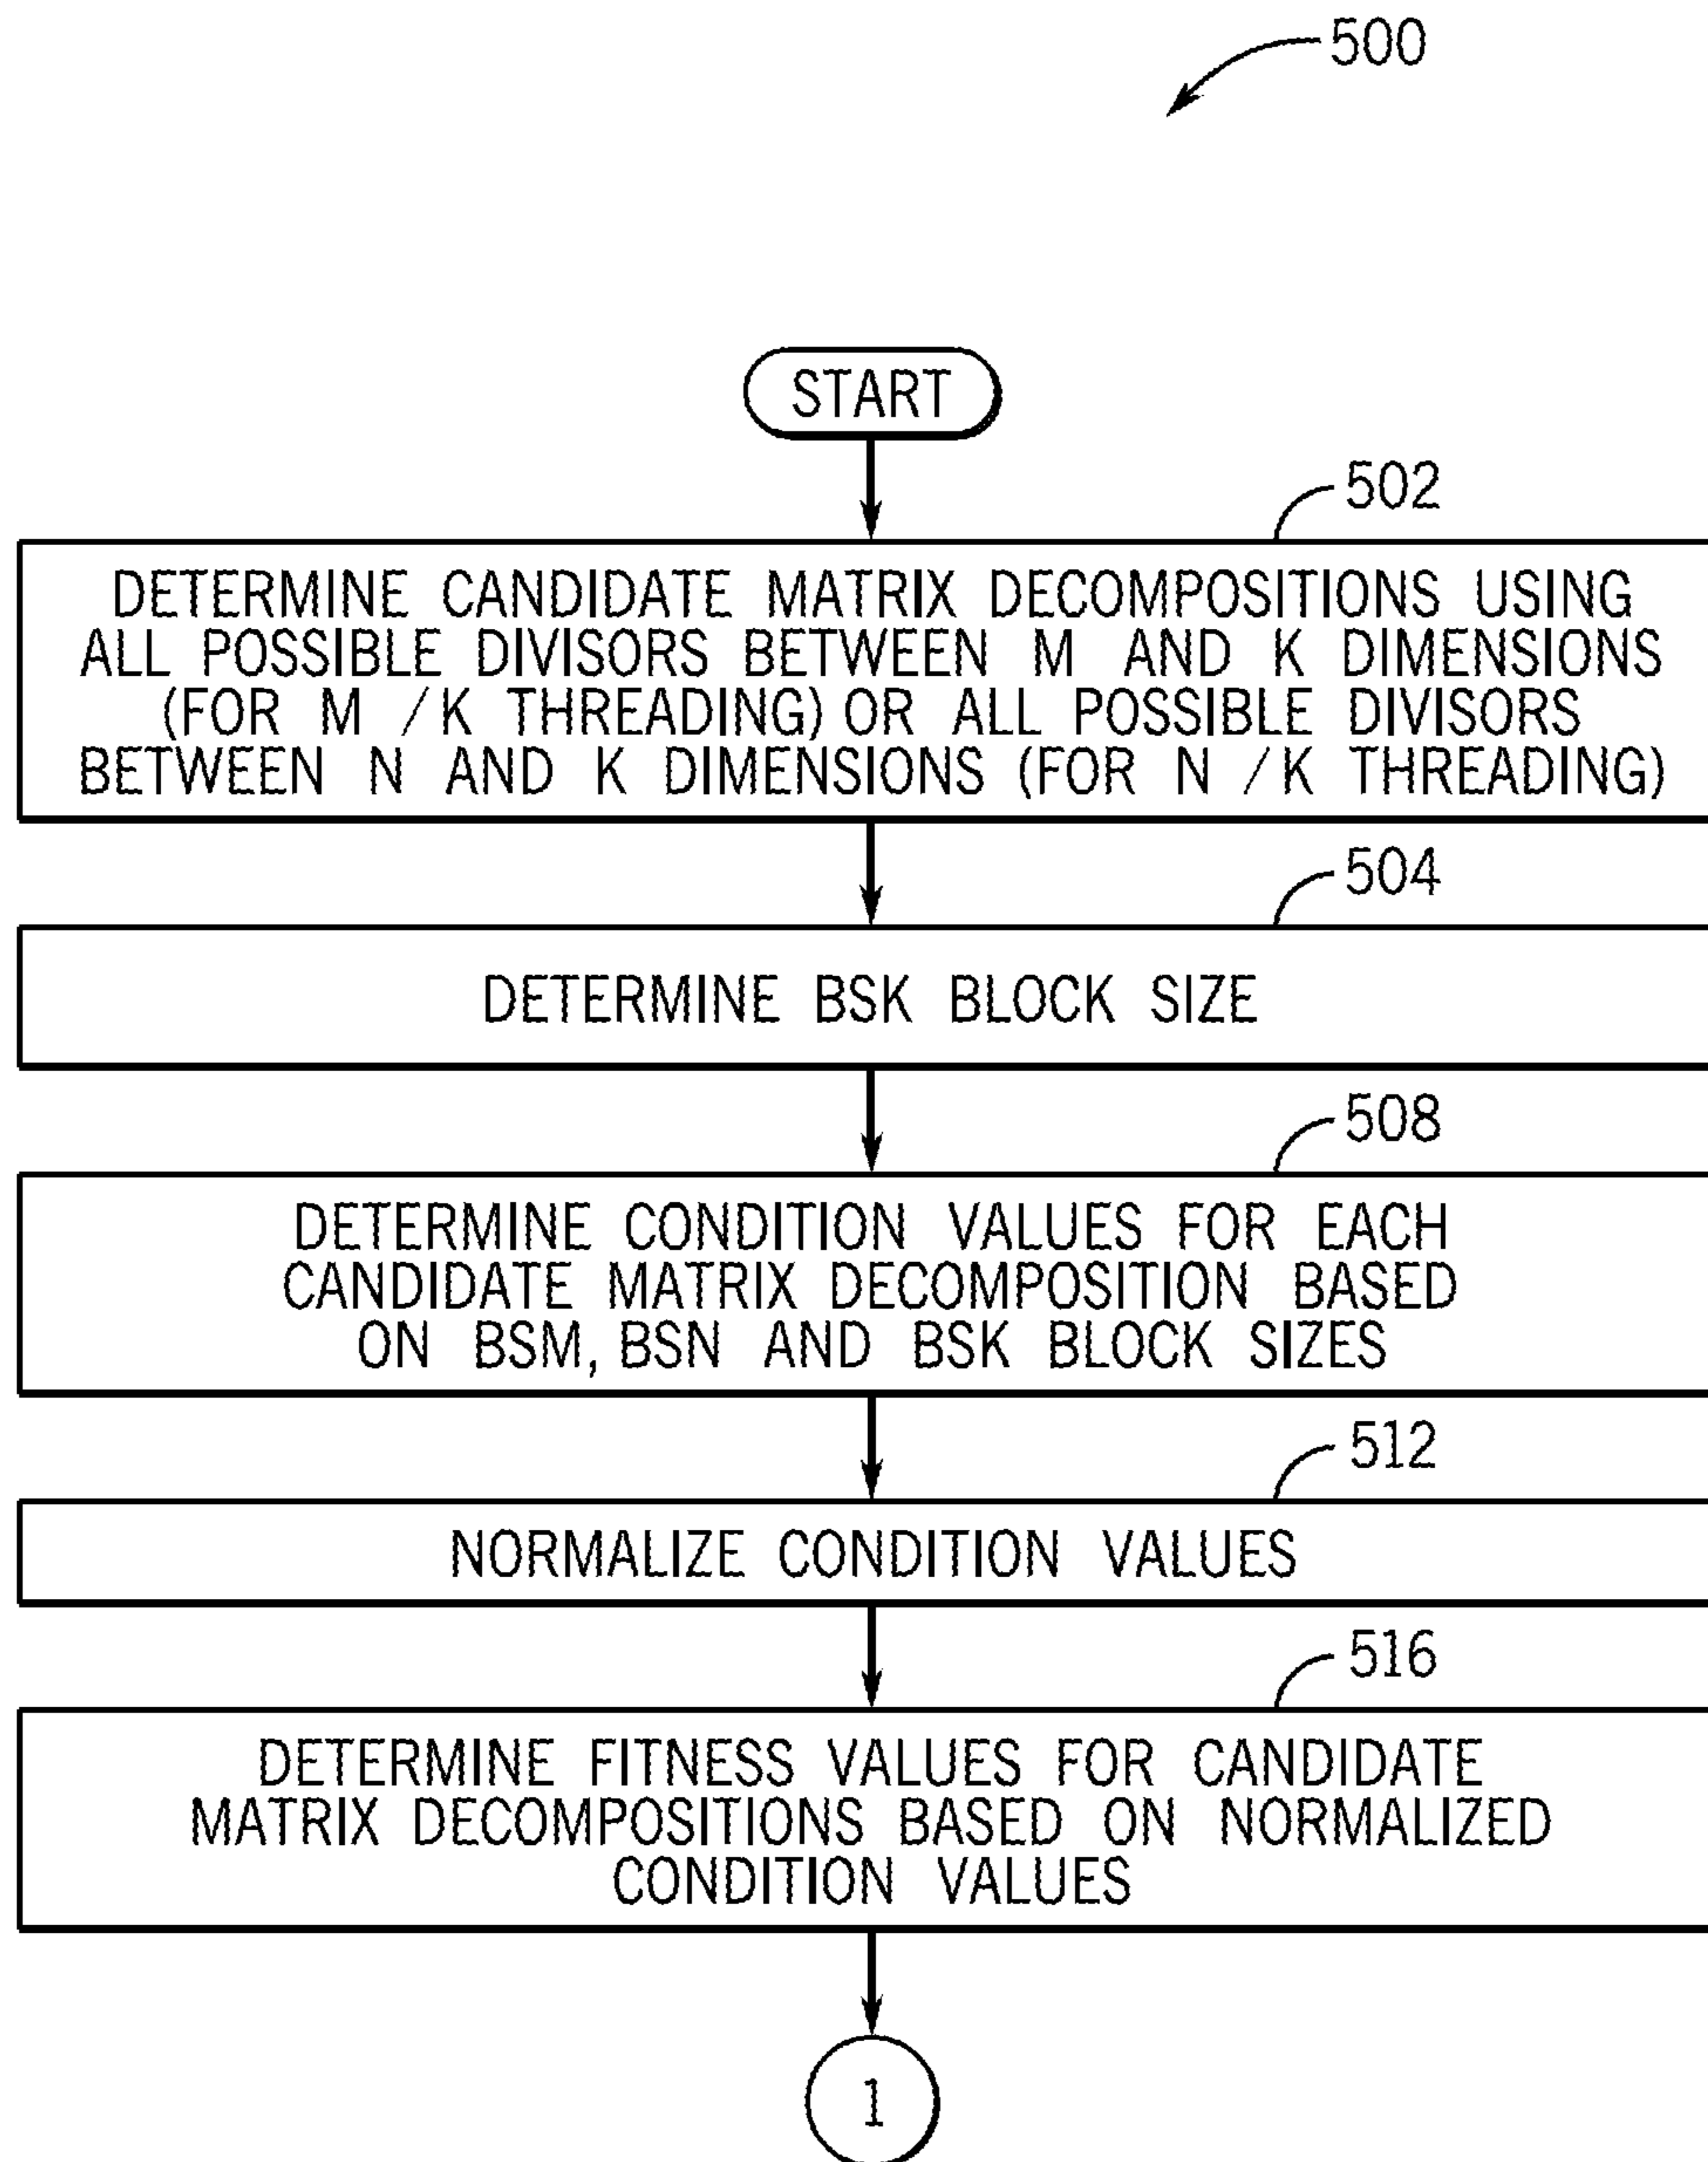 500
START
502
DETERMINE CANDIDATE MATRIX DECOMPOSITIONS USING
ALL POSSIBLE DIVISORS BETWEEN M AND K DIMENSIONS
(FOR M /K THREADING) OR ALL POSSIBLE DIVISORS
BETWEEN N AND K DIMENSIONS (FOR N /K THREADING)
504
DETERMINE BSK BLOCK SIZE
508
DETERMINE CONDITION VALUES FOR EACH
CANDIDATE MATRIX DECOMPOSITION BASED
ON BSM, BSN AND BSK BLOCK SIZES
512
NORMALIZE CONDITION VALUES
516
DETERMINE FITNESS VALUES FOR CANDIDATE
MATRIX DECOMPOSITIONS BASED ON NORMALIZED
CONDITION VALUES
1